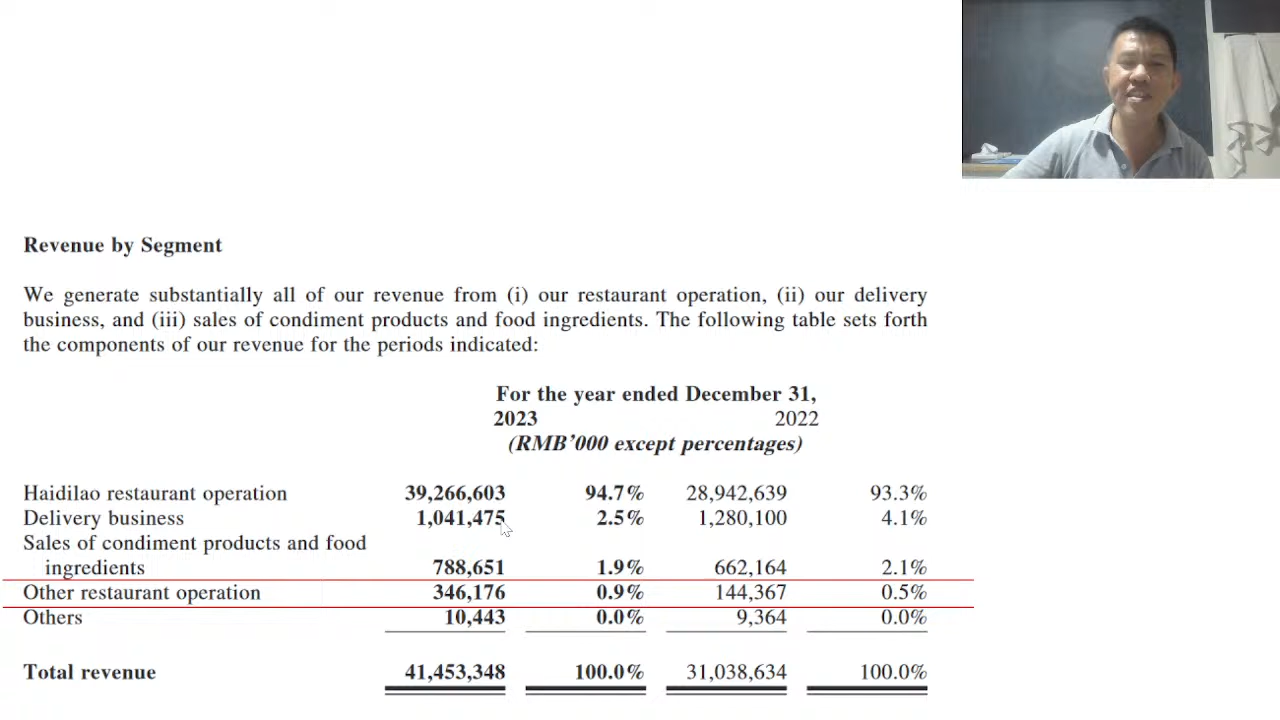 Revenue by Segment
We generate substantially all of our revenue from (i) our restaurant operation, (ii) our delivery
business, and (iii) sales of condiment products and food ingredients. The following table sets forth
the components of our revenue for the periods indicated:
For the year ended December 31,
2023 2022
(RMB’000 except percentages)
Haidilao restaurant operation 39,266,603 94.7% 28,942,639 93.3%
Delivery business 1,041,475 2.5% 1,280,100 4.1%
Sales of condiment products and food
ingredients 788,651 1.9% 662,164 2.1%
Other restaurant operation 346,176 0.9% 144,367 0.5%
Others 10,443 0.0% 9,364 0.0%
Total revenue 41,453,348 100.0% 31,038,634 100.0%